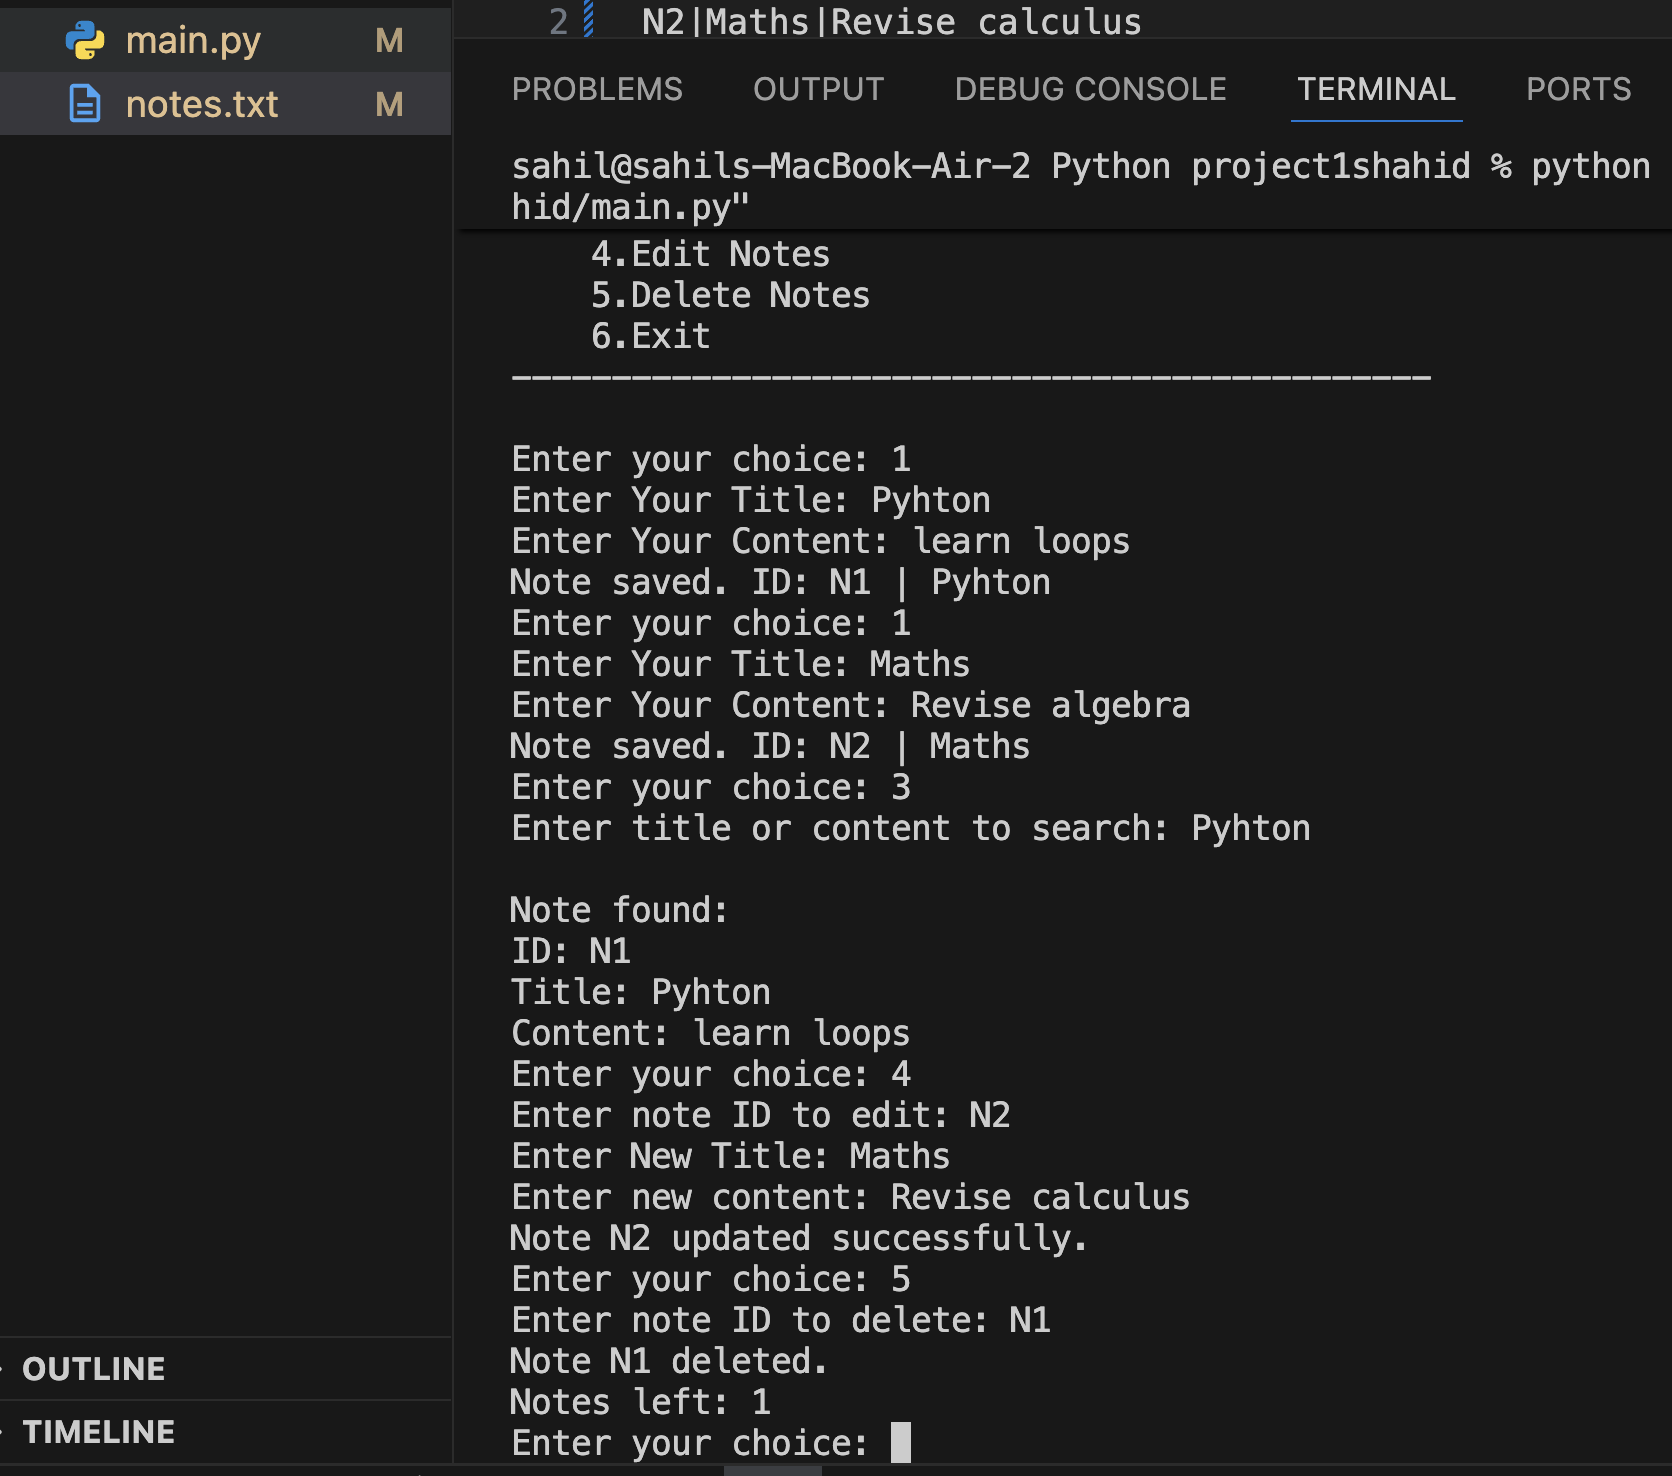 main.py M
notes.txt M
OUTLINE
TIMELINE
2 N2|Maths|Revise calculus
PROBLEMS OUTPUT DEBUG CONSOLE TERMINAL PORTS
sahil@sahils-MacBook-Air-2 Python project1shahid % python
hid/main.py"
4.Edit Notes
5.Delete Notes
6.Exit
----------------------------------------------
Enter your choice: 1
Enter Your Title: Pyhton
Enter Your Content: learn loops
Note saved. ID: N1 | Pyhton
Enter your choice: 1
Enter Your Title: Maths
Enter Your Content: Revise algebra
Note saved. ID: N2 | Maths
Enter your choice: 3
Enter title or content to search: Pyhton
Note found:
ID: N1
Title: Pyhton
Content: learn loops
Enter your choice: 4
Enter note ID to edit: N2
Enter New Title: Maths
Enter new content: Revise calculus
Note N2 updated successfully.
Enter your choice: 5
Enter note ID to delete: N1
Note N1 deleted.
Notes left: 1
Enter your choice: